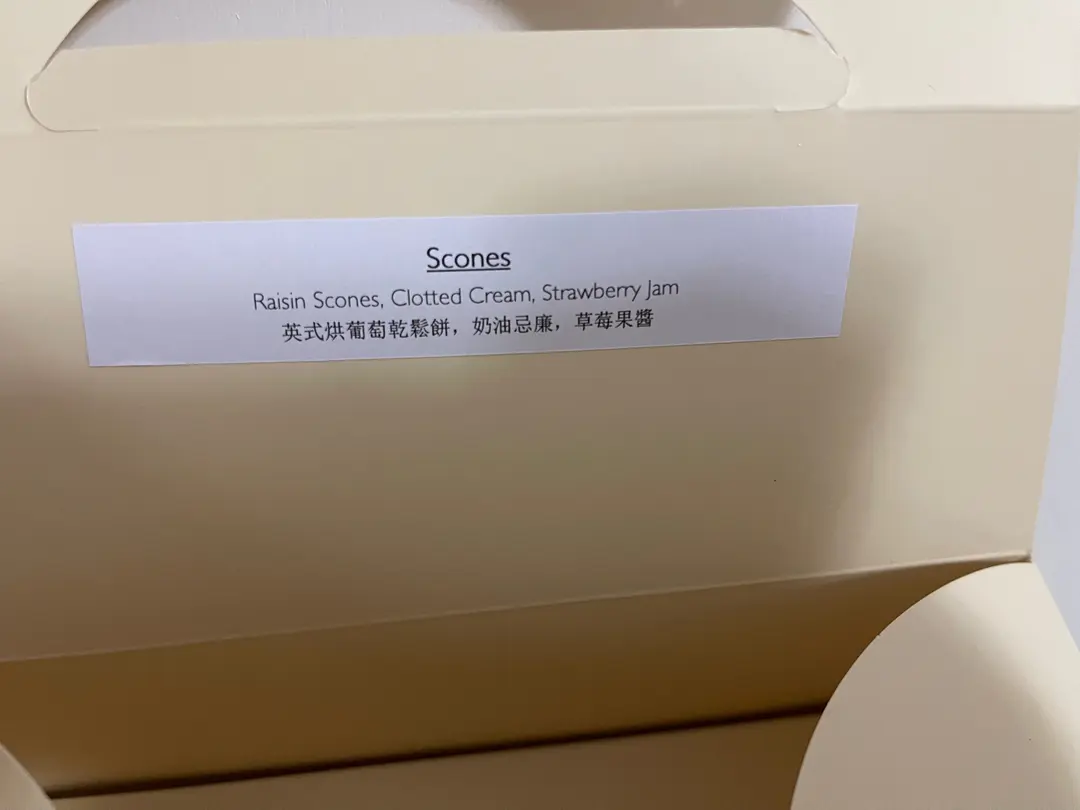 Scones
Raisin Scones, Clotted Cream, Strawberry Jam
英式烘葡萄乾鬆餅，奶油忌廉，草莓果醬